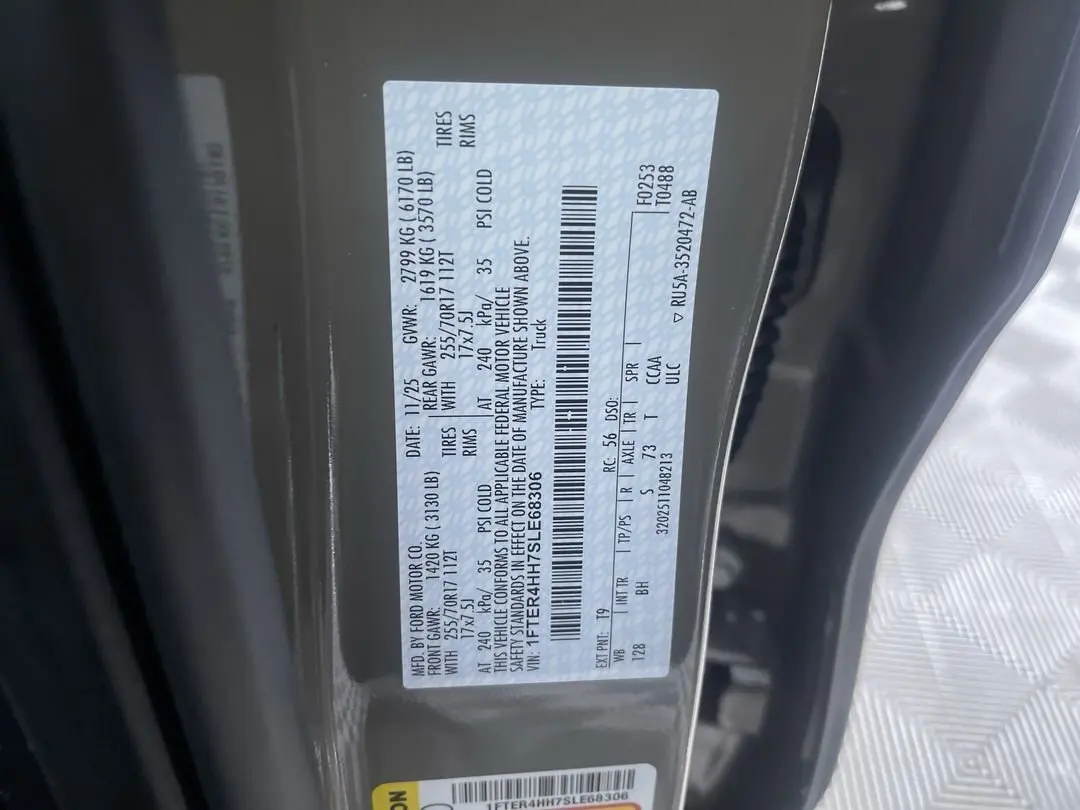 MFD. BY FORD MOTOR CO. DATE: 11/25 GVWR: 2799 KG ( 6170 LB)
FRONT GAWR: 1420 KG ( 3130 LB) REAR GAWR: 1619 KG ( 3570 LB)
WITH 255/70R17 112T TIRES WITH 255/70R17 112T TIRES
17x7.5J RIMS 17x7.5J RIMS
AT 240 kPa/ 35 PSI COLD AT 240 kPa/ 35 PSI COLD
THIS VEHICLE CONFORMS TO ALL APPLICABLE FEDERAL MOTOR VEHICLE
SAFETY STANDARDS IN EFFECT ON THE DATE OF MANUFACTURE SHOWN ABOVE.
VIN: 1FTER4HH7SLE68306 TYPE: Truck
EXT PNT: T9 RC: 56 DSO: F0253
WB INT TR TP/PS R AXLE TR SPR T0488
128 BH S 73 T CCAA
3202511048213 ULC ▽ RU5A-3520472-AB
ON
1FTER4HH7SLE68306